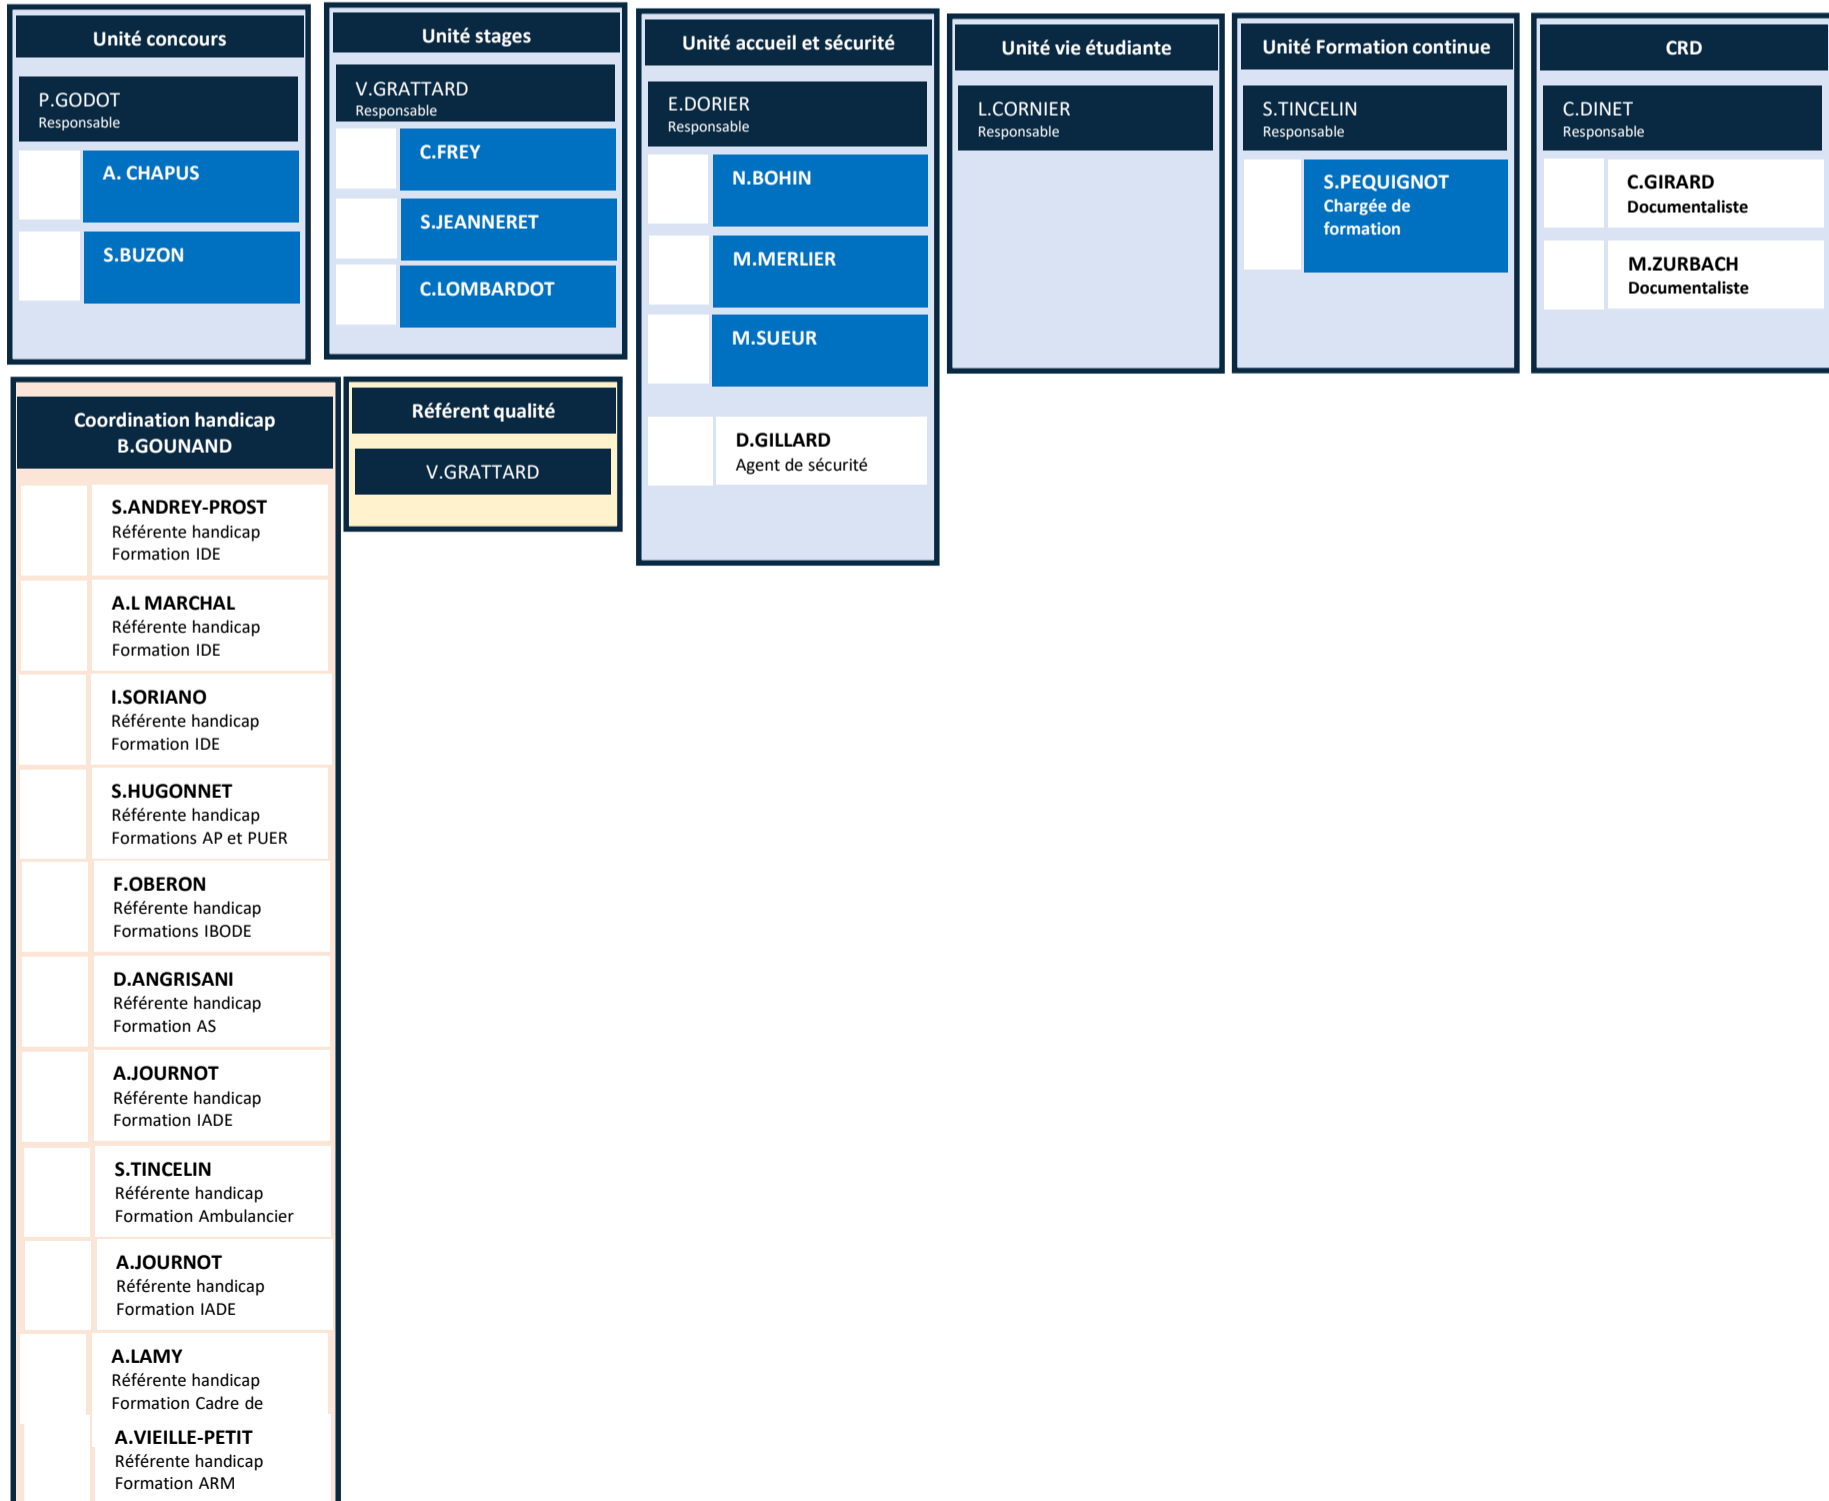 Unité concours
P.GODOT
Responsable
A. CHAPUS
S.BUZON
Unité stages
V.GRATTARD
Responsable
C.FREY
S.JEANNERET
C.LOMBARDOT
Unité accueil et sécurité
E.DORIER
Responsable
N.BOHIN
M.MERLIER
M.SUEUR
D.GILLARD
Agent de sécurité
Unité vie étudiante
L.CORNIER
Responsable
Unité Formation continue
S.TINCELIN
Responsable
S.PEQUIGNOT
Chargée de
formation
CRD
C.DINET
Responsable
C.GIRARD
Documentaliste
M.ZURBACH
Documentaliste
Coordination handicap
B.GOUNAND
S.ANDREY-PROST
Référente handicap
Formation IDE
A.L MARCHAL
Référente handicap
Formation IDE
I.SORIANO
Référente handicap
Formation IDE
S.HUGONNET
Référente handicap
Formations AP et PUER
F.OBERON
Référente handicap
Formations IBODE
D.ANGRISANI
Référente handicap
Formation AS
A.JOURNOT
Référente handicap
Formation IADE
S.TINCELIN
Référente handicap
Formation Ambulancier
A.JOURNOT
Référente handicap
Formation IADE
A.LAMY
Référente handicap
Formation Cadre de
A.VIEILLE-PETIT
Référente handicap
Formation ARM
Référent qualité
V.GRATTARD